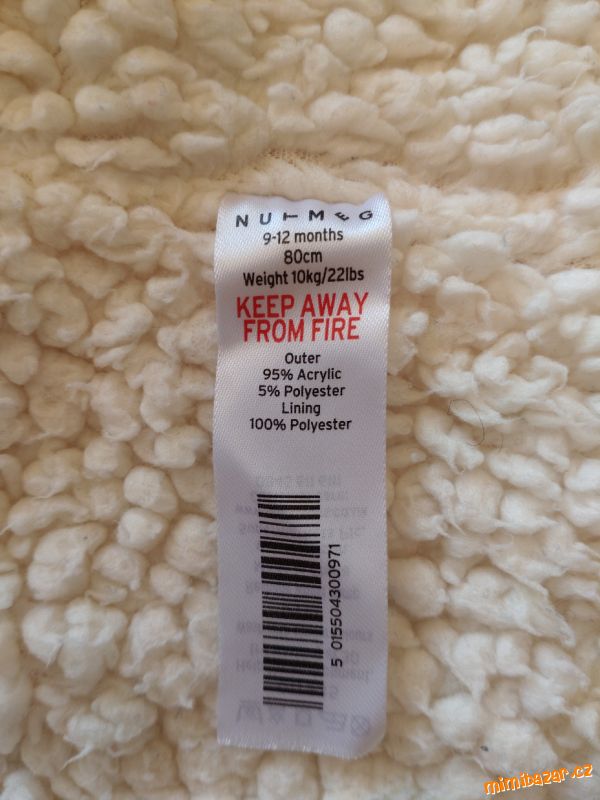 NUTMEG
9-12 months
80cm
Weight 10kg/22lbs
KEEP AWAY
FROM FIRE
Outer
95% Acrylic
5% Polyester
Lining
100% Polyester
5 015504 300971
mimibazar.cz